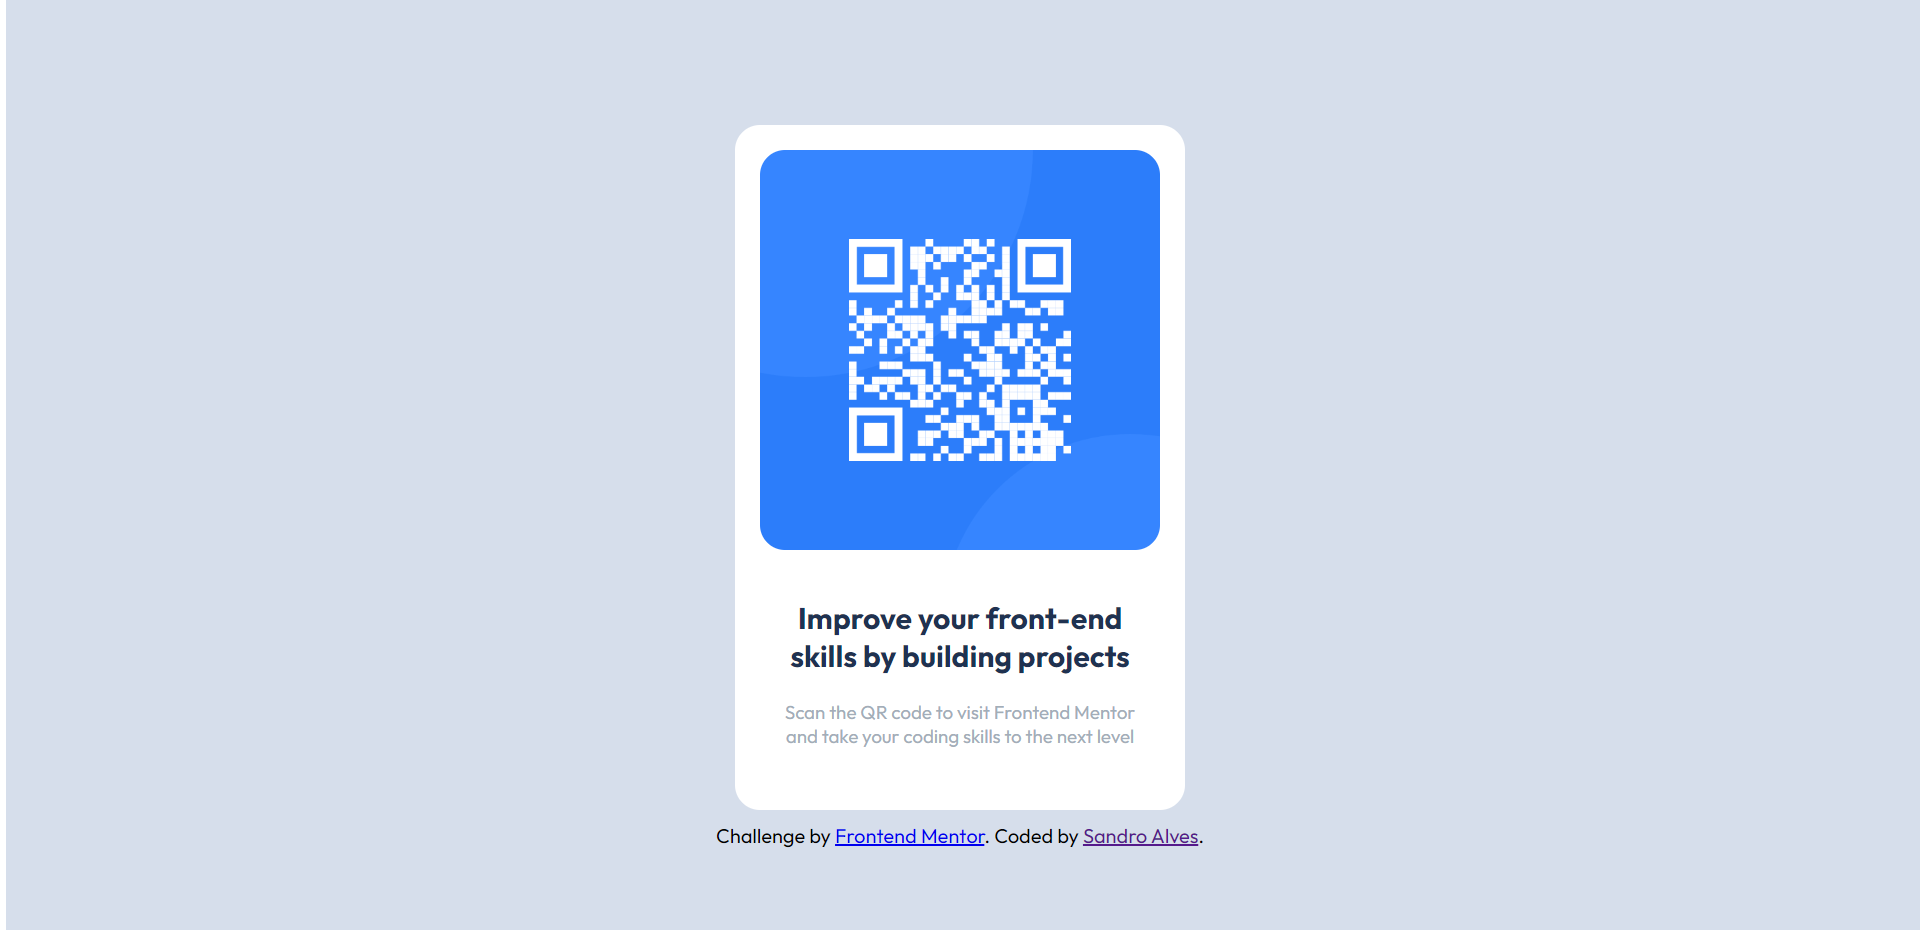 Improve your front-end
skills by building projects
Scan the QR code to visit Frontend Mentor
and take your coding skills to the next level
Challenge by Frontend Mentor. Coded by Sandro Alves.